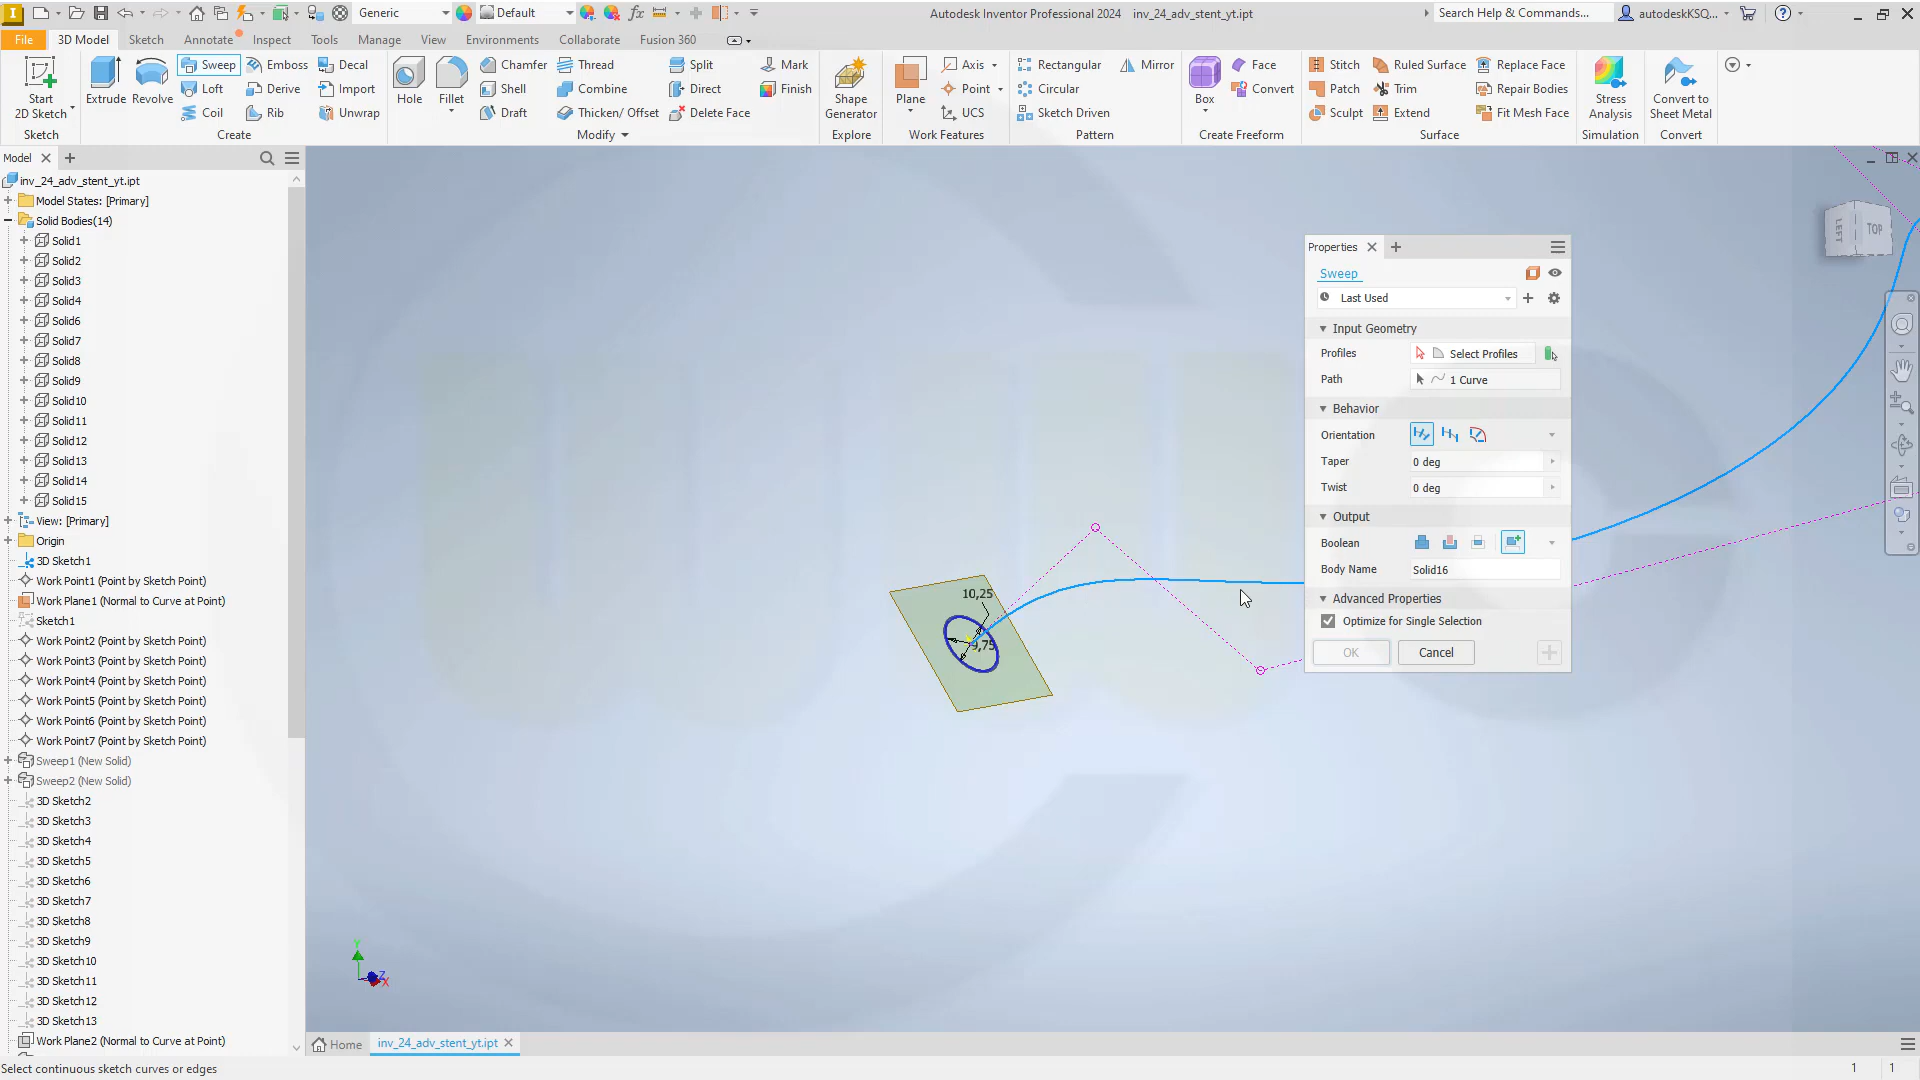 Generic
Default
Autodesk Inventor Professional 2024 inv_24_adv_stent_yt.ipt
Search Help & Commands...
autodeskKSQ...
File 3D Model Sketch Annotate Inspect Tools Manage View Environments Collaborate Fusion 360
Start
2D Sketch
Extrude
Revolve
Sweep
Loft
Coil
Emboss
Derive
Rib
Decal
Import
Unwrap
Hole
Fillet
Chamfer
Shell
Draft
Thread
Combine
Thicken/ Offset
Split
Direct
Delete Face
Mark
Finish
Shape
Generator
Plane
Axis
Point
UCS
Rectangular
Circular
Sketch Driven
Mirror
Box
Face
Convert
Stitch
Patch
Sculpt
Ruled Surface
Trim
Extend
Replace Face
Repair Bodies
Fit Mesh Face
Stress
Analysis
Convert to
Sheet Metal
Sketch
Create
Modify
Explore
Work Features
Pattern
Create Freeform
Surface
Simulation
Convert
Model
inv_24_adv_stent_yt.ipt
Model States: [Primary]
Solid Bodies(14)
Solid1
Solid2
Solid3
Solid4
Solid6
Solid7
Solid8
Solid9
Solid10
Solid11
Solid12
Solid13
Solid14
Solid15
View: [Primary]
Origin
3D Sketch1
Work Point1 (Point by Sketch Point)
Work Plane1 (Normal to Curve at Point)
Sketch1
Work Point2 (Point by Sketch Point)
Work Point3 (Point by Sketch Point)
Work Point4 (Point by Sketch Point)
Work Point5 (Point by Sketch Point)
Work Point6 (Point by Sketch Point)
Work Point7 (Point by Sketch Point)
Sweep1 (New Solid)
Sweep2 (New Solid)
3D Sketch2
3D Sketch3
3D Sketch4
3D Sketch5
3D Sketch6
3D Sketch7
3D Sketch8
3D Sketch9
3D Sketch10
3D Sketch11
3D Sketch12
3D Sketch13
Work Plane2 (Normal to Curve at Point)
10,25
9,75
LEFT
TOP
Y
Z
X
Properties
Sweep
Last Used
Input Geometry
Profiles Select Profiles
Path 1 Curve
Behavior
Orientation
Taper 0 deg
Twist 0 deg
Output
Boolean
Body Name Solid16
Advanced Properties
Optimize for Single Selection
OK Cancel
Home
inv_24_adv_stent_yt.ipt
Select continuous sketch curves or edges
1 1